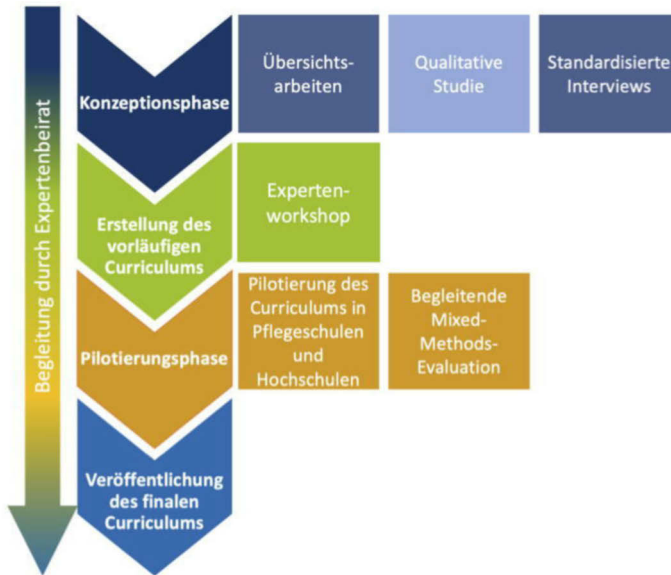 Begleitung durch Expertenbeirat
Konzeptionsphase
Übersichts-
arbeiten
Qualitative
Studie
Standardisierte
Interviews
Erstellung des
vorläufigen
Curriculums
Experten-
workshop
Pilotierungsphase
Pilotierung des
Curriculums in
Pflegeschulen
und
Hochschulen
Begleitende
Mixed-
Methods-
Evaluation
Veröffentlichung
des finalen
Curriculums